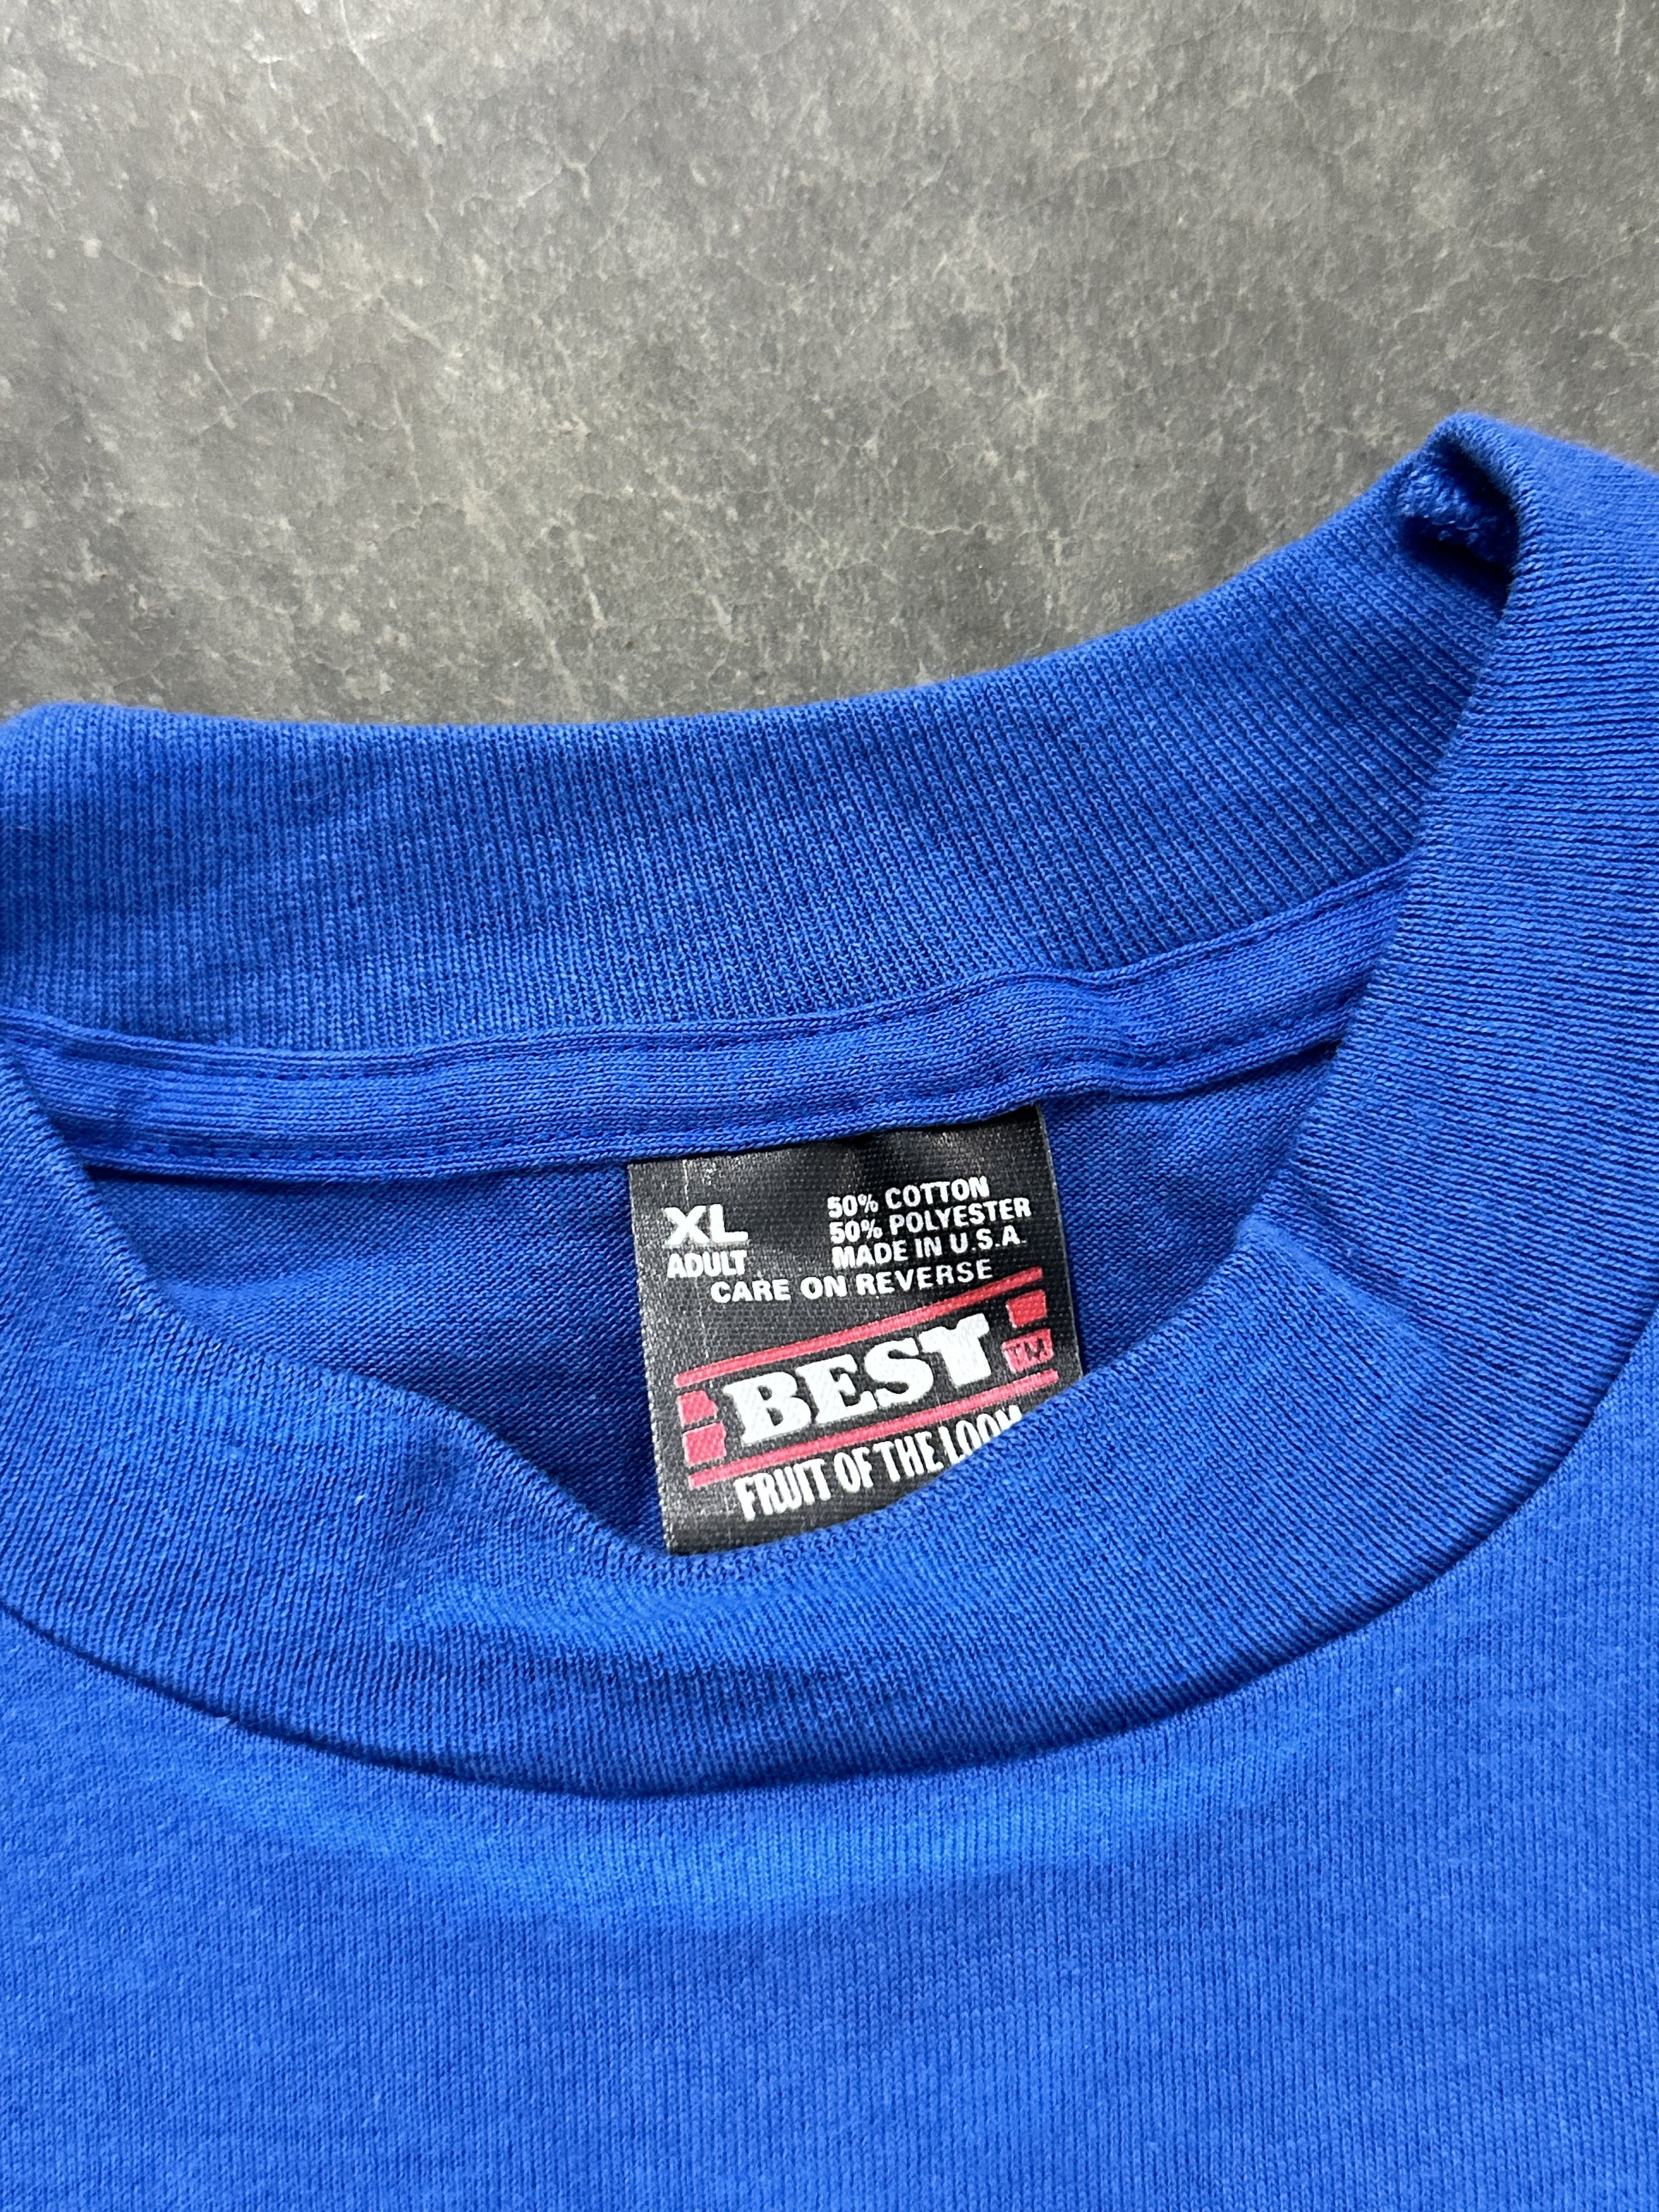 XL
ADULT
50% COTTON
50% POLYESTER
MADE IN U.S.A.
CARE ON REVERSE
BEST
TM
FRUIT OF THE LOOM